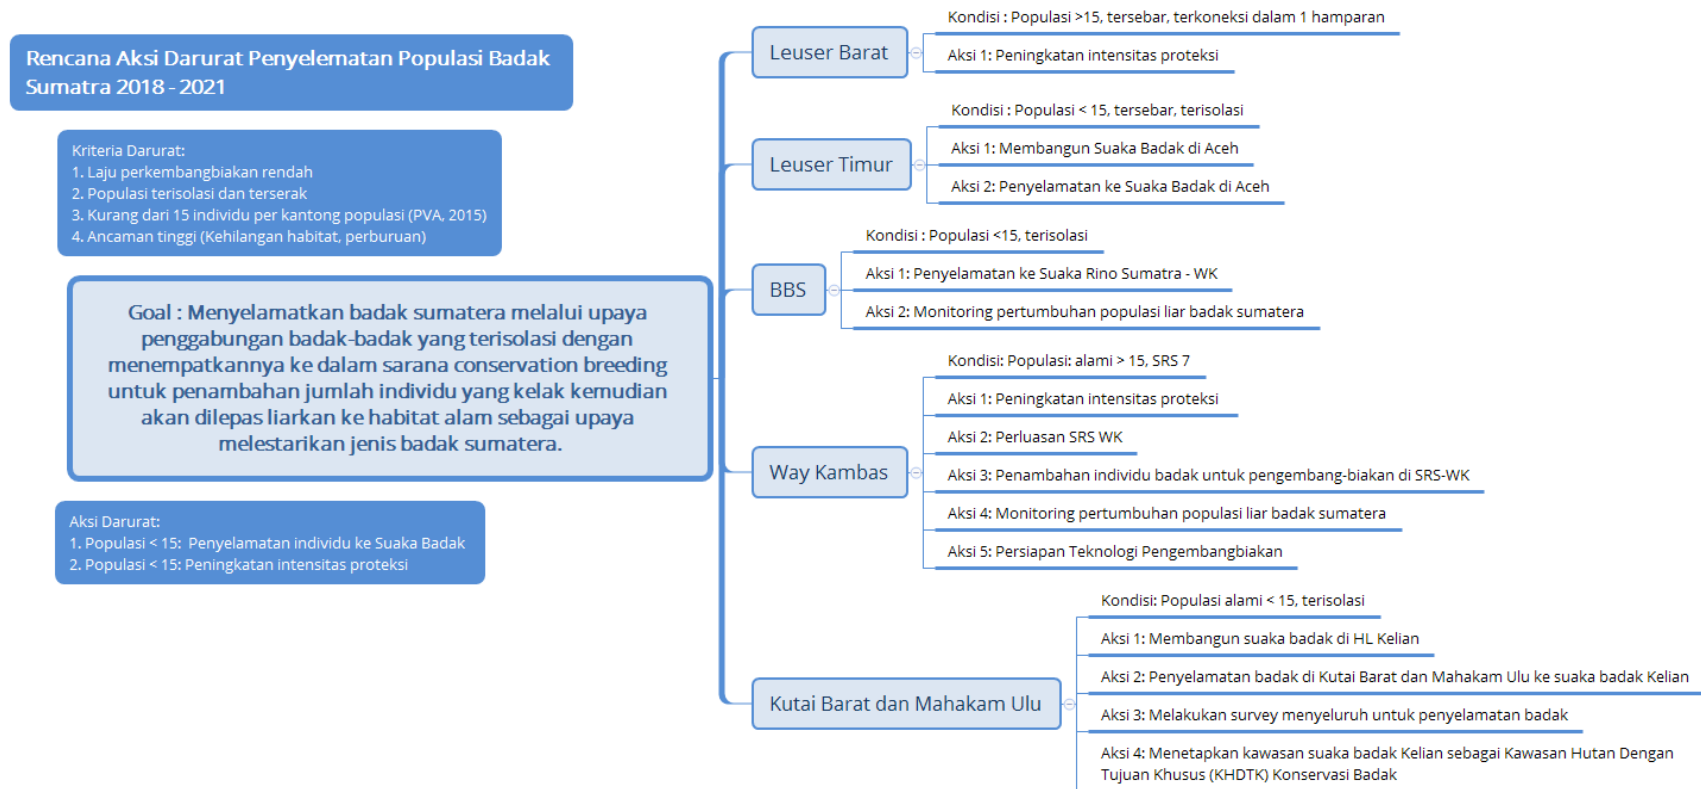 Rencana Aksi Darurat Penyelematan Populasi Badak
Sumatra 2018 - 2021
Kriteria Darurat:
1. Laju perkembangbiakan rendah
2. Populasi terisolasi dan terserak
3. Kurang dari 15 individu per kantong populasi (PVA, 2015)
4. Ancaman tinggi (Kehilangan habitat, perburuan)
Goal : Menyelamatkan badak sumatera melalui upaya
penggabungan badak-badak yang terisolasi dengan
menempatkannya ke dalam sarana conservation breeding
untuk penambahan jumlah individu yang kelak kemudian
akan dilepas liarkan ke habitat alam sebagai upaya
melestarikan jenis badak sumatera.
Aksi Darurat:
1. Populasi < 15:  Penyelamatan individu ke Suaka Badak
2. Populasi < 15: Peningkatan intensitas proteksi
Leuser Barat
Kondisi : Populasi >15, tersebar, terkoneksi dalam 1 hamparan
Aksi 1: Peningkatan intensitas proteksi
Leuser Timur
Kondisi : Populasi < 15, tersebar, terisolasi
Aksi 1: Membangun Suaka Badak di Aceh
Aksi 2: Penyelamatan ke Suaka Badak di Aceh
BBS
Kondisi : Populasi <15, terisolasi
Aksi 1: Penyelamatan ke Suaka Rino Sumatra - WK
Aksi 2: Monitoring pertumbuhan populasi liar badak sumatera
Way Kambas
Kondisi: Populasi: alami > 15, SRS 7
Aksi 1: Peningkatan intensitas proteksi
Aksi 2: Perluasan SRS WK
Aksi 3: Penambahan individu badak untuk pengembang-biakan di SRS-WK
Aksi 4: Monitoring pertumbuhan populasi liar badak sumatera
Aksi 5: Persiapan Teknologi Pengembangbiakan
Kutai Barat dan Mahakam Ulu
Kondisi: Populasi alami < 15, terisolasi
Aksi 1: Membangun suaka badak di HL Kelian
Aksi 2: Penyelamatan badak di Kutai Barat dan Mahakam Ulu ke suaka badak Kelian
Aksi 3: Melakukan survey menyeluruh untuk penyelamatan badak
Aksi 4: Menetapkan kawasan suaka badak Kelian sebagai Kawasan Hutan Dengan
Tujuan Khusus (KHDTK) Konservasi Badak